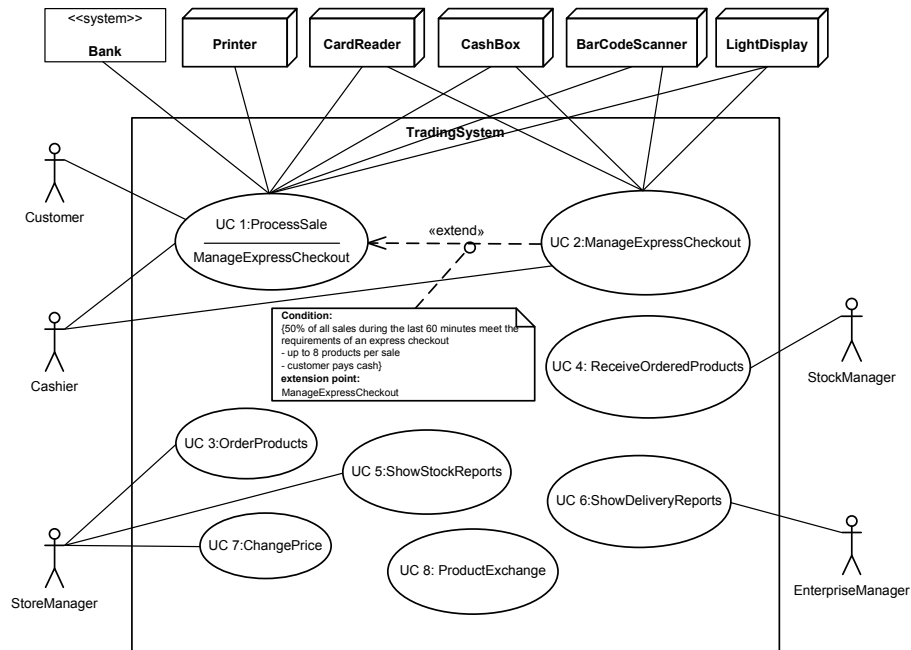 <<system>>
Bank
Printer
CardReader
CashBox
BarCodeScanner
LightDisplay
TradingSystem
Customer
UC 1:ProcessSale
ManageExpressCheckout
«extend»
UC 2:ManageExpressCheckout
Cashier
Condition:
{50% of all sales during the last 60 minutes meet the
requirements of an express checkout
- up to 8 products per sale
- customer pays cash}
extension point:
ManageExpressCheckout
UC 4: ReceiveOrderedProducts
StockManager
UC 3:OrderProducts
UC 5:ShowStockReports
UC 6:ShowDeliveryReports
UC 7:ChangePrice
UC 8: ProductExchange
StoreManager
EnterpriseManager